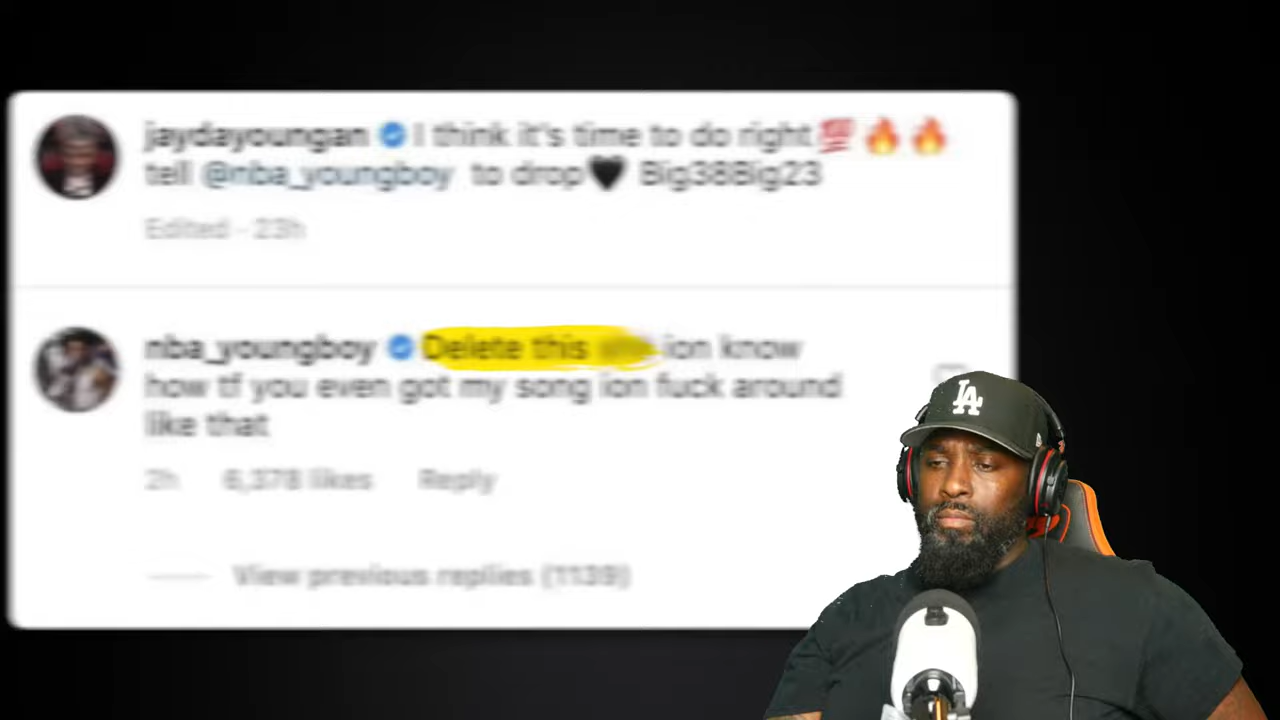 jaydayoungan I think it's time to do right💯🔥🔥
tell @nba_youngboy to drop🖤 Big38Big23
Edited · 23h
nba_youngboy Delete this ion know
how tf you even got my song ion fuck around
like that
2h 6,378 likes Reply
View previous replies (1139)
LA